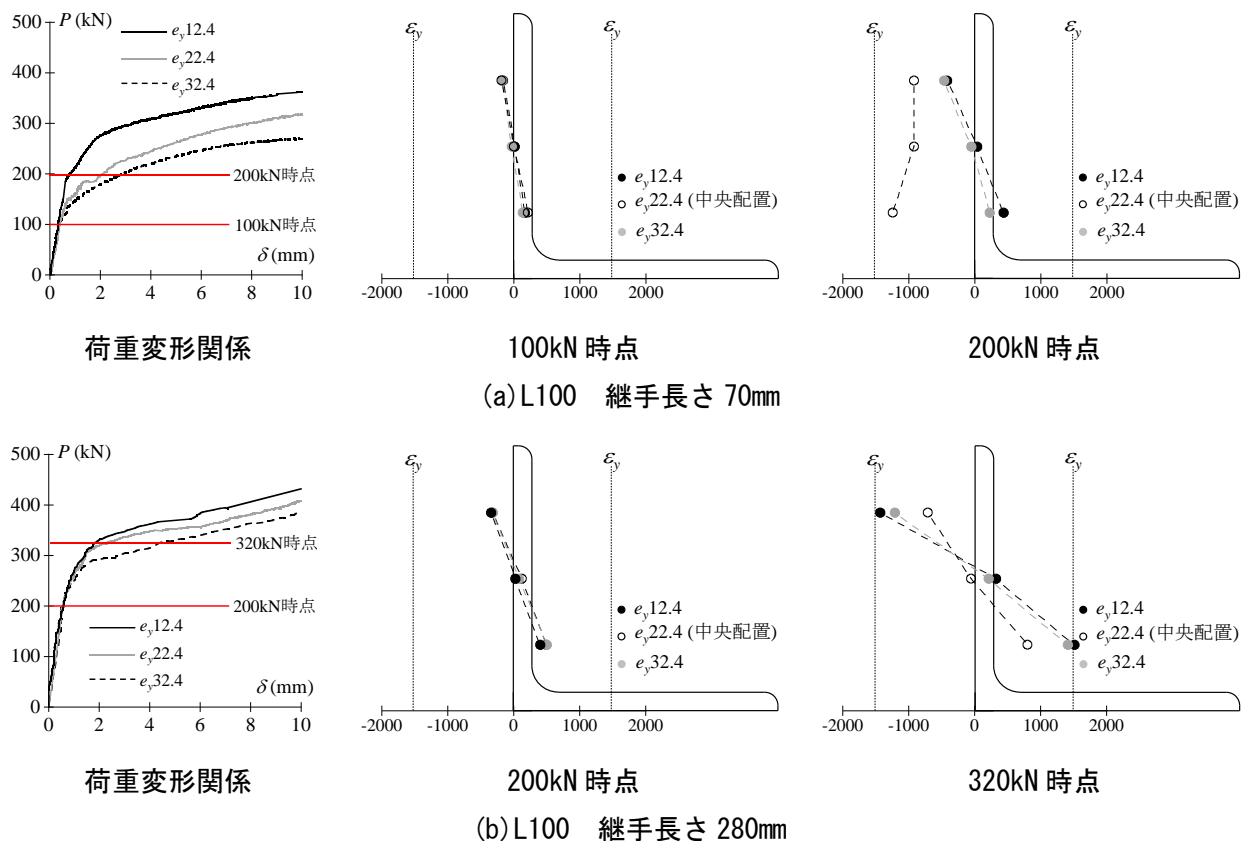 P (kN)
500
400
300
200
100
0
e_y12.4
e_y22.4
e_y32.4
200kN時点
100kN時点
δ (mm)
0 2 4 6 8 10
荷重変形関係
ε_y
ε_y
e_y12.4
e_y22.4 (中央配置)
e_y32.4
-2000 -1000 0 1000 2000
100kN 時点
ε_y
ε_y
e_y12.4
e_y22.4 (中央配置)
e_y32.4
-2000 -1000 0 1000 2000
200kN 時点
(a)L100 継手長さ 70mm
P (kN)
500
400
300
200
100
0
320kN時点
200kN時点
e_y12.4
e_y22.4
e_y32.4
δ (mm)
0 2 4 6 8 10
荷重変形関係
ε_y
ε_y
e_y12.4
e_y22.4 (中央配置)
e_y32.4
-2000 -1000 0 1000 2000
200kN 時点
ε_y
ε_y
e_y12.4
e_y22.4 (中央配置)
e_y32.4
-2000 -1000 0 1000 2000
320kN 時点
(b)L100 継手長さ 280mm